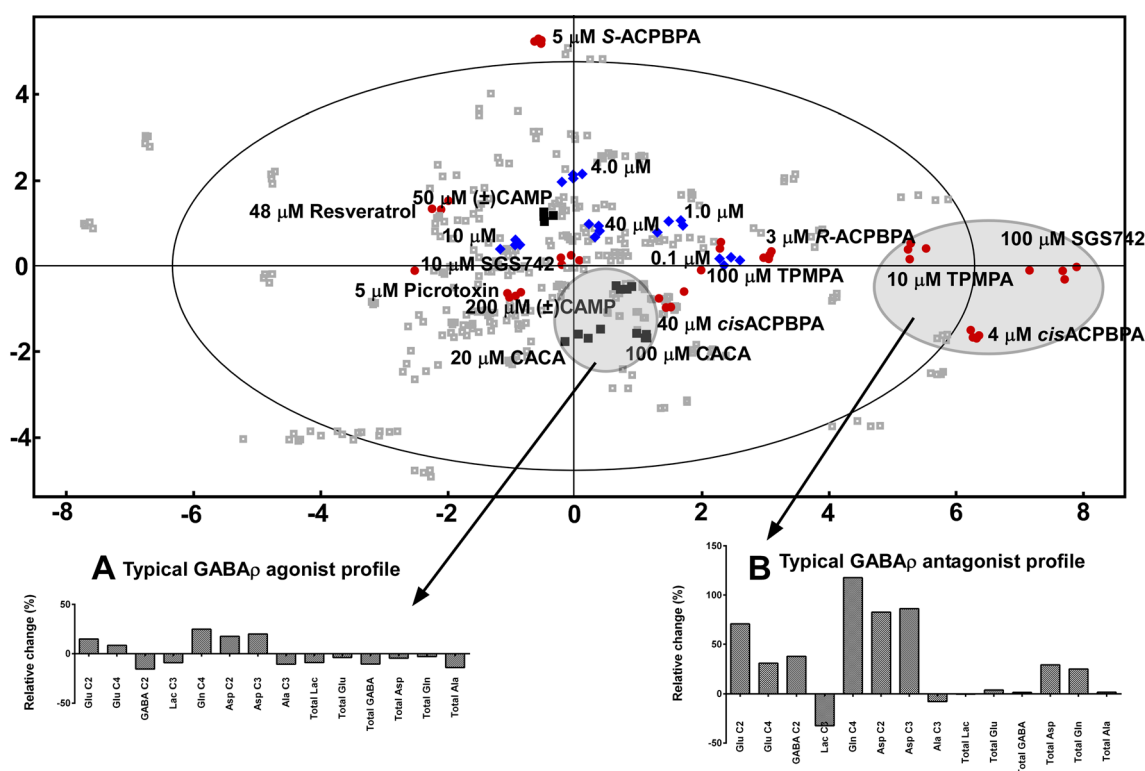 5 µM S-ACPBPA
4
2
0
-2
-4
4.0 µM
50 µM (±)CAMP
48 µM Resveratrol
10 µM
40 µM
1.0 µM
3 µM R-ACPBPA
100 µM SGS742
0.1 µM
10 µM SGS742
100 µM TPMPA
10 µM TPMPA
5 µM Picrotoxin
200 µM (±)CAMP
40 µM cisACPBPA
4 µM cisACPBPA
20 µM CACA
100 µM CACA
-8 -6 -4 -2 0 2 4 6 8
A Typical GABAρ agonist profile
Relative change (%)
50
0
-50
Glu C2
Glu C4
GABA C2
Lac C3
Gln C4
Asp C2
Asp C3
Ala C3
Total Lac
Total Glu
Total GABA
Total Asp
Total Gln
Total Ala
B Typical GABAρ antagonist profile
Relative change (%)
150
100
50
0
-50
Glu C2
Glu C4
GABA C2
Lac C3
Gln C4
Asp C2
Asp C3
Ala C3
Total Lac
Total Glu
Total GABA
Total Asp
Total Gln
Total Ala